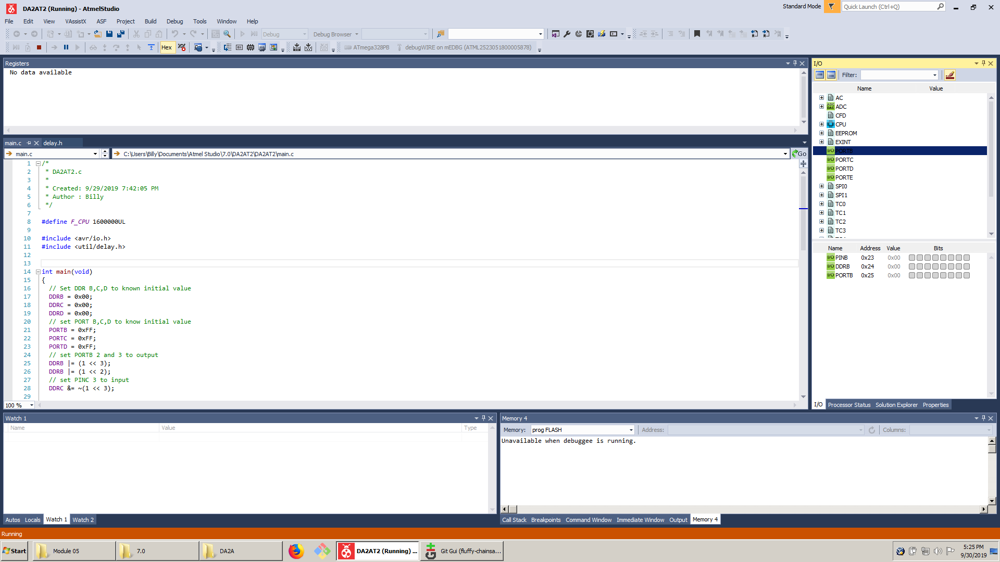 DA2AT2 (Running) - AtmelStudio
Standard Mode
Quick Launch (Ctrl+Q)
File Edit View VAssistX ASF Project Build Debug Tools Window Help
Debug Debug Browser
Hex ATmega328PB debugWIRE on mEDBG (ATML2523051800005878)
Registers
No data available
main.c delay.h
main.c C:\Users\Billy\Documents\Atmel Studio\7.0\DA2AT2\DA2AT2\main.c Go
1 /*
2 * DA2AT2.c
3 *
4 * Created: 9/29/2019 7:42:05 PM
5 * Author : Billy
6 */
7
8 #define F_CPU 1600000UL
9
10 #include <avr/io.h>
11 #include <util/delay.h>
12
13
14 int main(void)
15 {
16 // Set DDR B,C,D to known initial value
17 DDRB = 0x00;
18 DDRC = 0x00;
19 DDRD = 0x00;
20 // set PORT B,C,D to know initial value
21 PORTB = 0xFF;
22 PORTC = 0xFF;
23 PORTD = 0xFF;
24 // set PORTB 2 and 3 to output
25 DDRB |= (1 << 3);
26 DDRB |= (1 << 2);
27 // set PINC 3 to input
28 DDRC &= ~(1 << 3);
29
100 %
I/O
Filter:
Name Value
AC
ADC
CFD
CPU
EEPROM
EXINT
PORTB
PORTC
PORTD
PORTE
SPI0
SPI1
TC0
TC1
TC2
TC3
Name Address Value Bits
PINB 0x23 0x00
DDRB 0x24 0x00
PORTB 0x25 0x00
I/O Processor Status Solution Explorer Properties
Watch 1
Name Value Type
Autos Locals Watch 1 Watch 2
Memory 4
Memory: prog FLASH Address: Columns:
Unavailable when debuggee is running.
Call Stack Breakpoints Command Window Immediate Window Output Memory 4
Running
Start Module 05 7.0 DA2A DA2AT2 (Running) ... Git Gui (fluffy-chainsa...
5:25 PM
9/30/2019